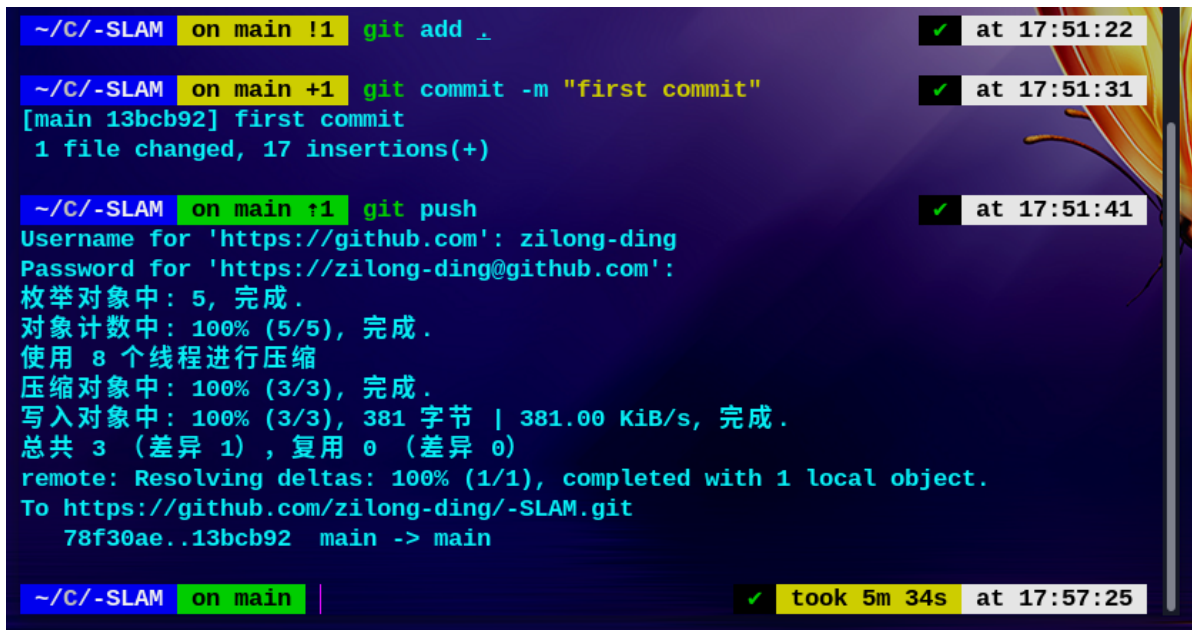 ~/C/-SLAM on main !1 git add . ✔ at 17:51:22
~/C/-SLAM on main +1 git commit -m "first commit" ✔ at 17:51:31
[main 13bcb92] first commit
1 file changed, 17 insertions(+)
~/C/-SLAM on main ↑1 git push ✔ at 17:51:41
Username for 'https://github.com': zilong-ding
Password for 'https://zilong-ding@github.com':
枚举对象中: 5, 完成.
对象计数中: 100% (5/5), 完成.
使用 8 个线程进行压缩
压缩对象中: 100% (3/3), 完成.
写入对象中: 100% (3/3), 381 字节 | 381.00 KiB/s, 完成.
总共 3 （差异 1），复用 0 （差异 0）
remote: Resolving deltas: 100% (1/1), completed with 1 local object.
To https://github.com/zilong-ding/-SLAM.git
78f30ae..13bcb92  main -> main
~/C/-SLAM on main ✔ took 5m 34s at 17:57:25